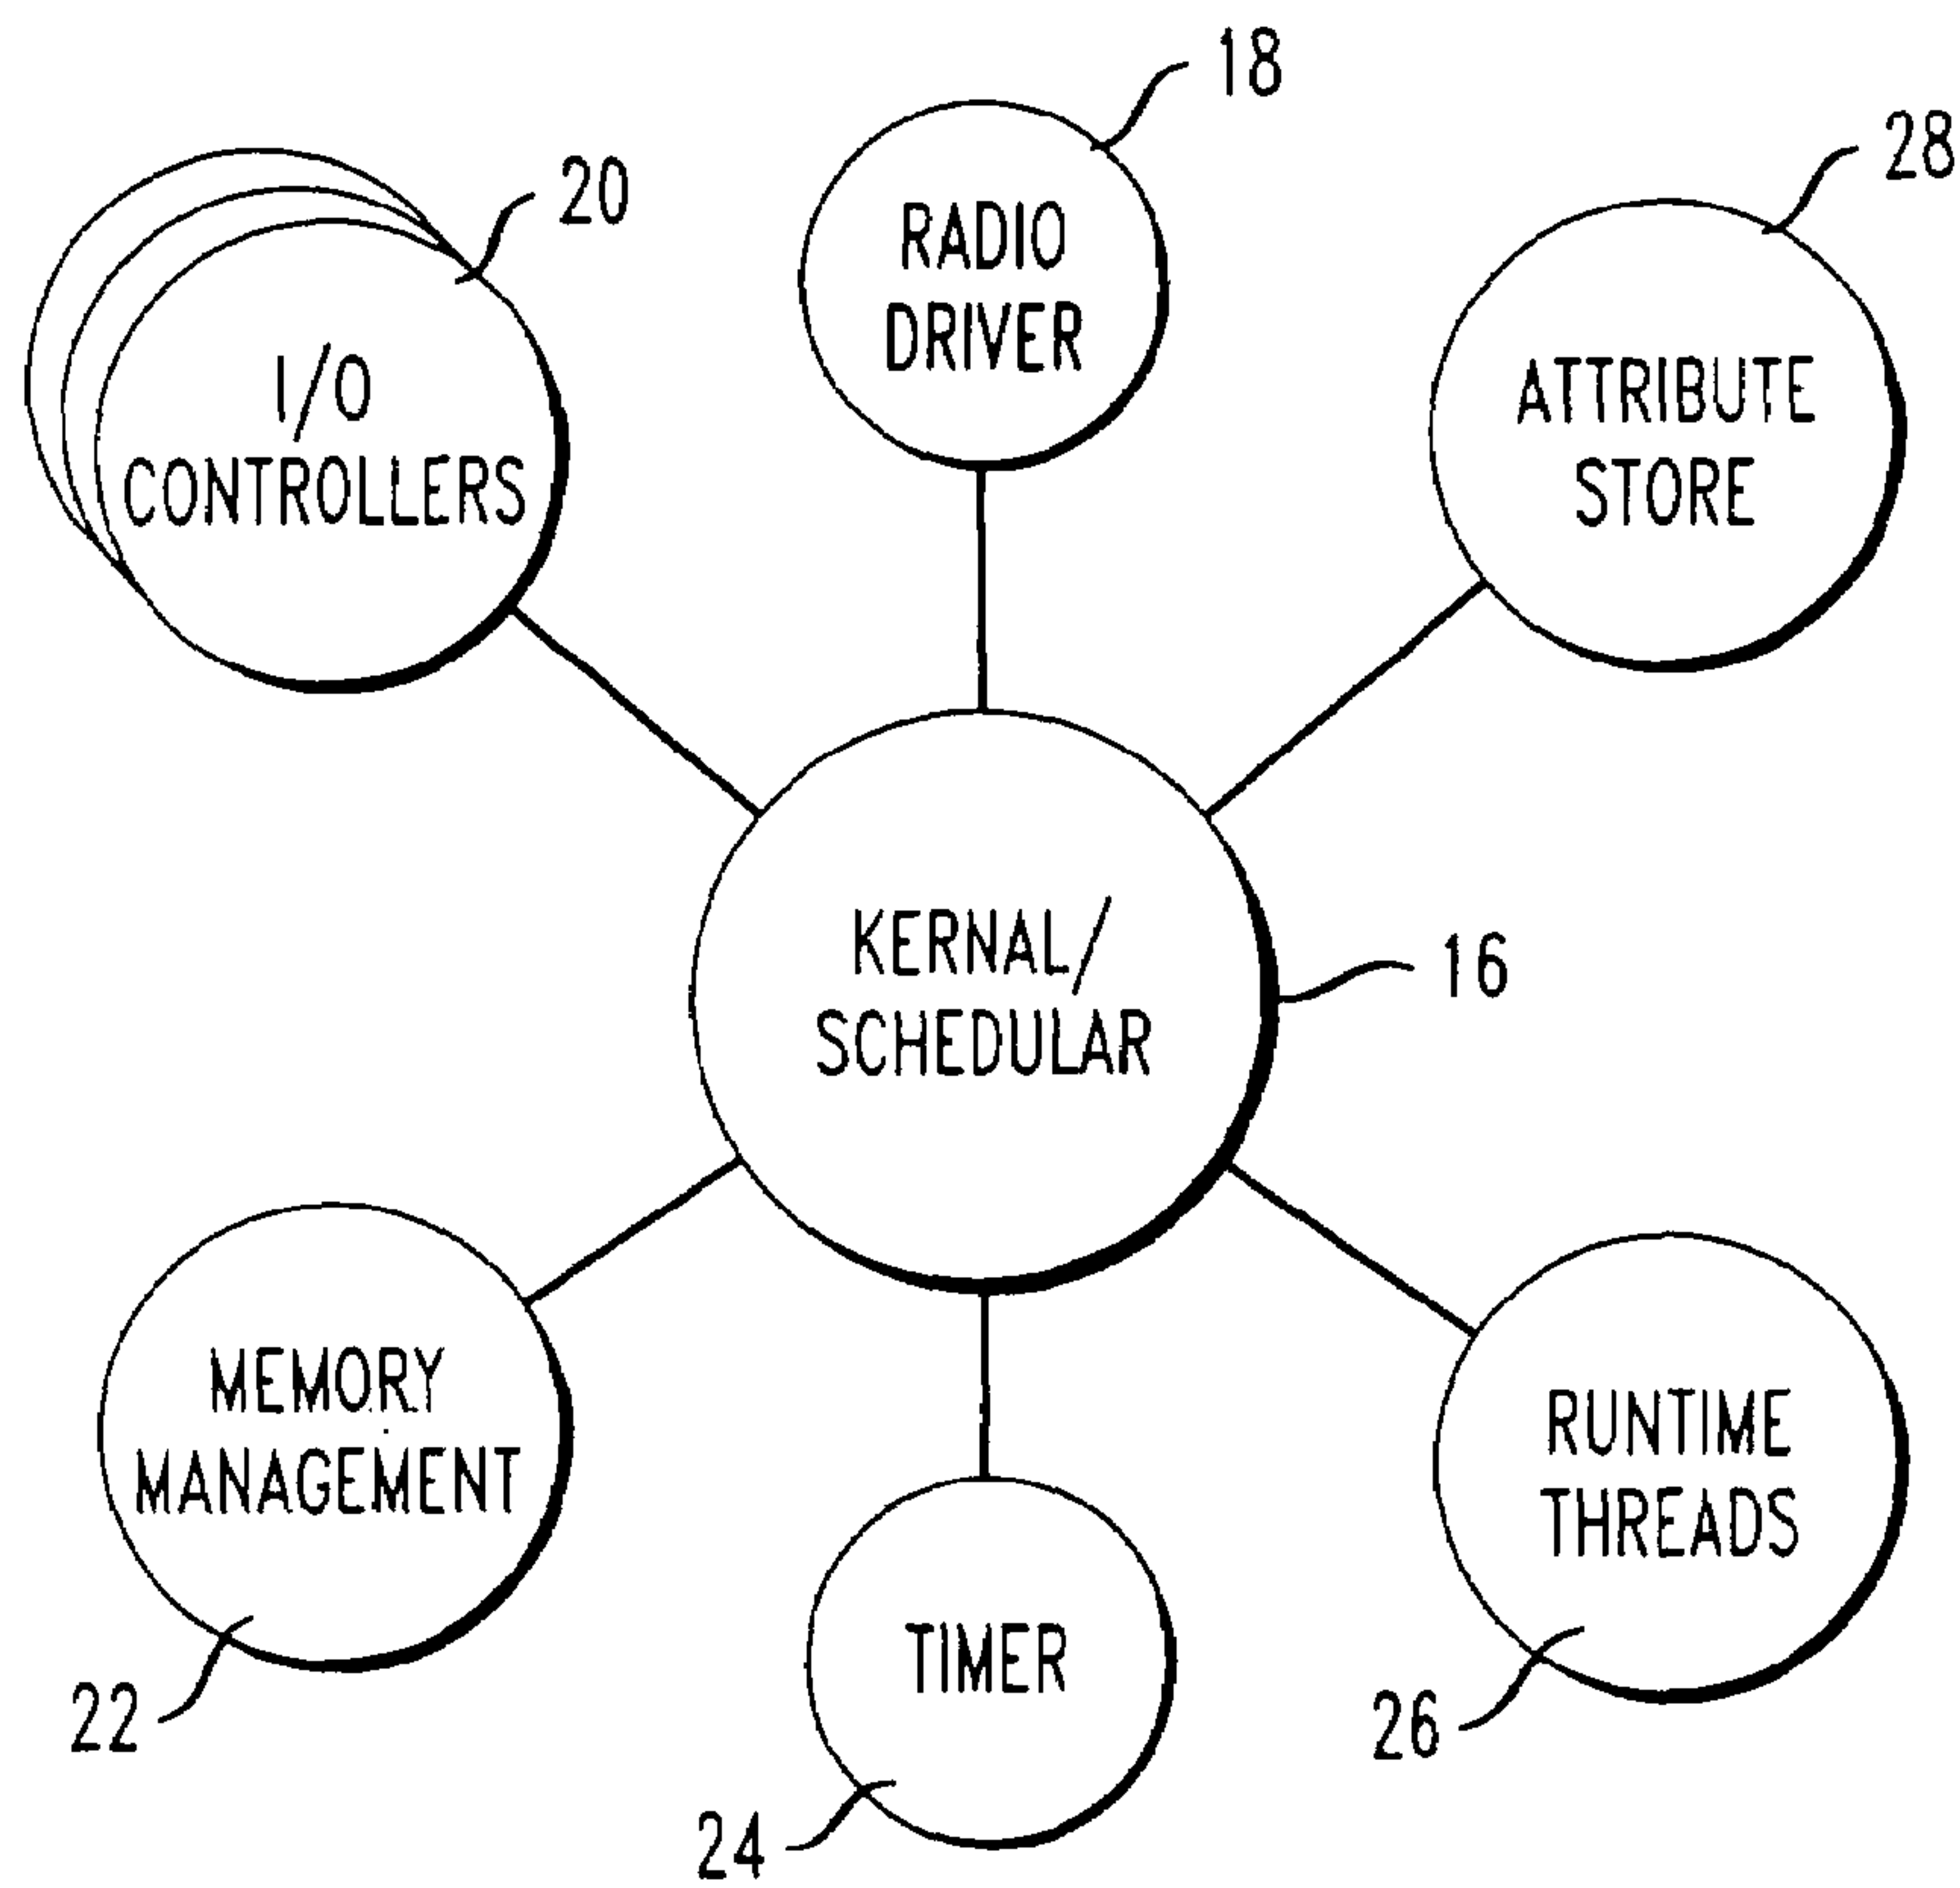 18
28
20
RADIO
DRIVER
I/O
CONTROLLERS
ATTRIBUTE
STORE
KERNAL/
SCHEDULAR
16
MEMORY
MANAGEMENT
RUNTIME
THREADS
TIMER
22
26
24